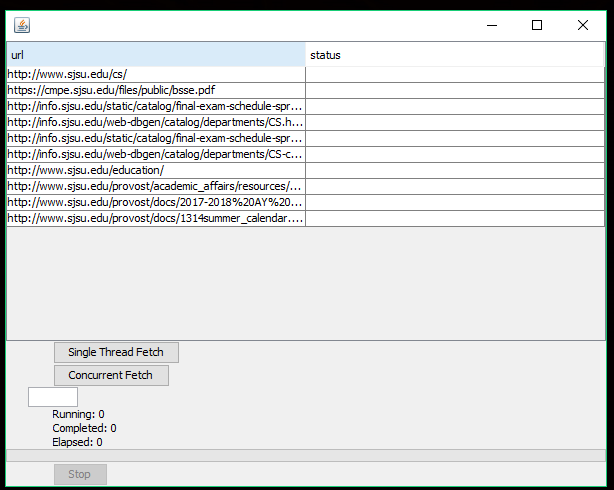 url status
http://www.sjsu.edu/cs/
https://cmpe.sjsu.edu/files/public/bsse.pdf
http://info.sjsu.edu/static/catalog/final-exam-schedule-spr...
http://info.sjsu.edu/web-dbgen/catalog/departments/CS.h...
http://info.sjsu.edu/static/catalog/final-exam-schedule-spr...
http://info.sjsu.edu/web-dbgen/catalog/departments/CS-c...
http://www.sjsu.edu/education/
http://www.sjsu.edu/provost/academic_affairs/resources/...
http://www.sjsu.edu/provost/docs/2017-2018%20AY%20...
http://www.sjsu.edu/provost/docs/1314summer_calendar....
Single Thread Fetch
Concurrent Fetch
Running: 0
Completed: 0
Elapsed: 0
Stop